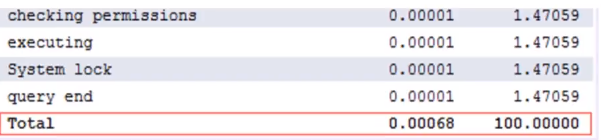 checking permissions 0.00001 1.47059
executing 0.00001 1.47059
System lock 0.00001 1.47059
query end 0.00001 1.47059
Total 0.00068 100.00000